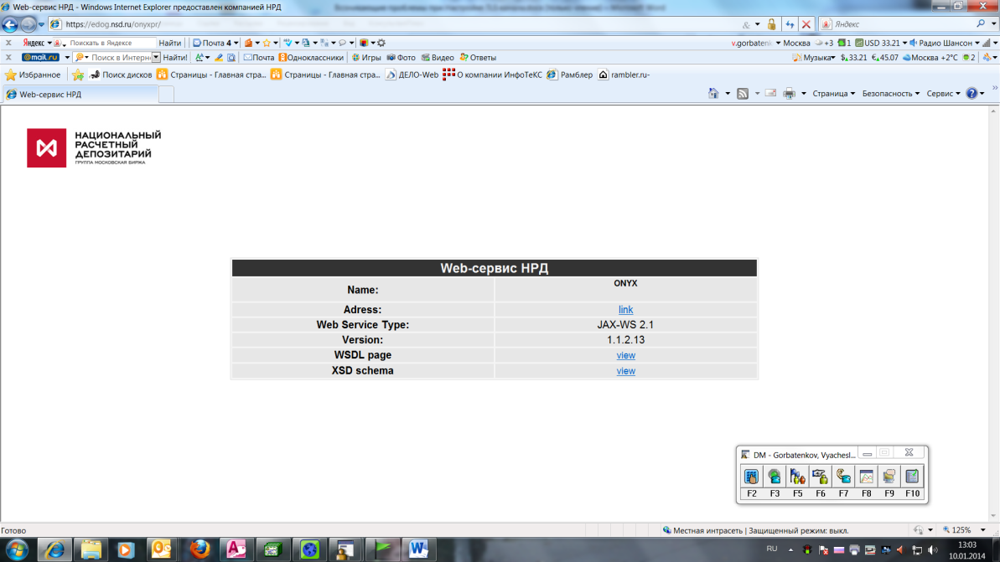 Web-сервис НРД - Windows Internet Explorer предоставлен компанией НРД
https://edog.nsd.ru/onyxpr/
Яндекс
x Яндекс Поискать в Яндекс Найти Почта 4 v.gorbatenk Москва +3 1 USD 33.21 Радио Шансон
x @mail.ru Поиск в Интерн Найти! Почта Одноклассники Игры Фото Видео Ответы Музыка $▲33.21 €▲45.07 Москва +2°C 2
Избранное Поиск дисков Страницы - Главная стра... Страницы - Главная стра... ДЕЛО-Web О компании ИнфоТеКС Рамблер rambler.ru-
Web-сервис НРД Страница Безопасность Сервис
НАЦИОНАЛЬНЫЙ
РАСЧЕТНЫЙ
ДЕПОЗИТАРИЙ
ГРУППА МОСКОВСКАЯ БИРЖА
Web-сервис НРД
Name: ONYX
Adress: link
Web Service Type: JAX-WS 2.1
Version: 1.1.2.13
WSDL page view
XSD schema view
DM - Gorbatenkov, Vyachesl...
F2 F3 F5 F6 F7 F8 F9 F10
Готово Местная интрасеть | Защищенный режим: выкл. 125%
RU 13:03
10.01.2014